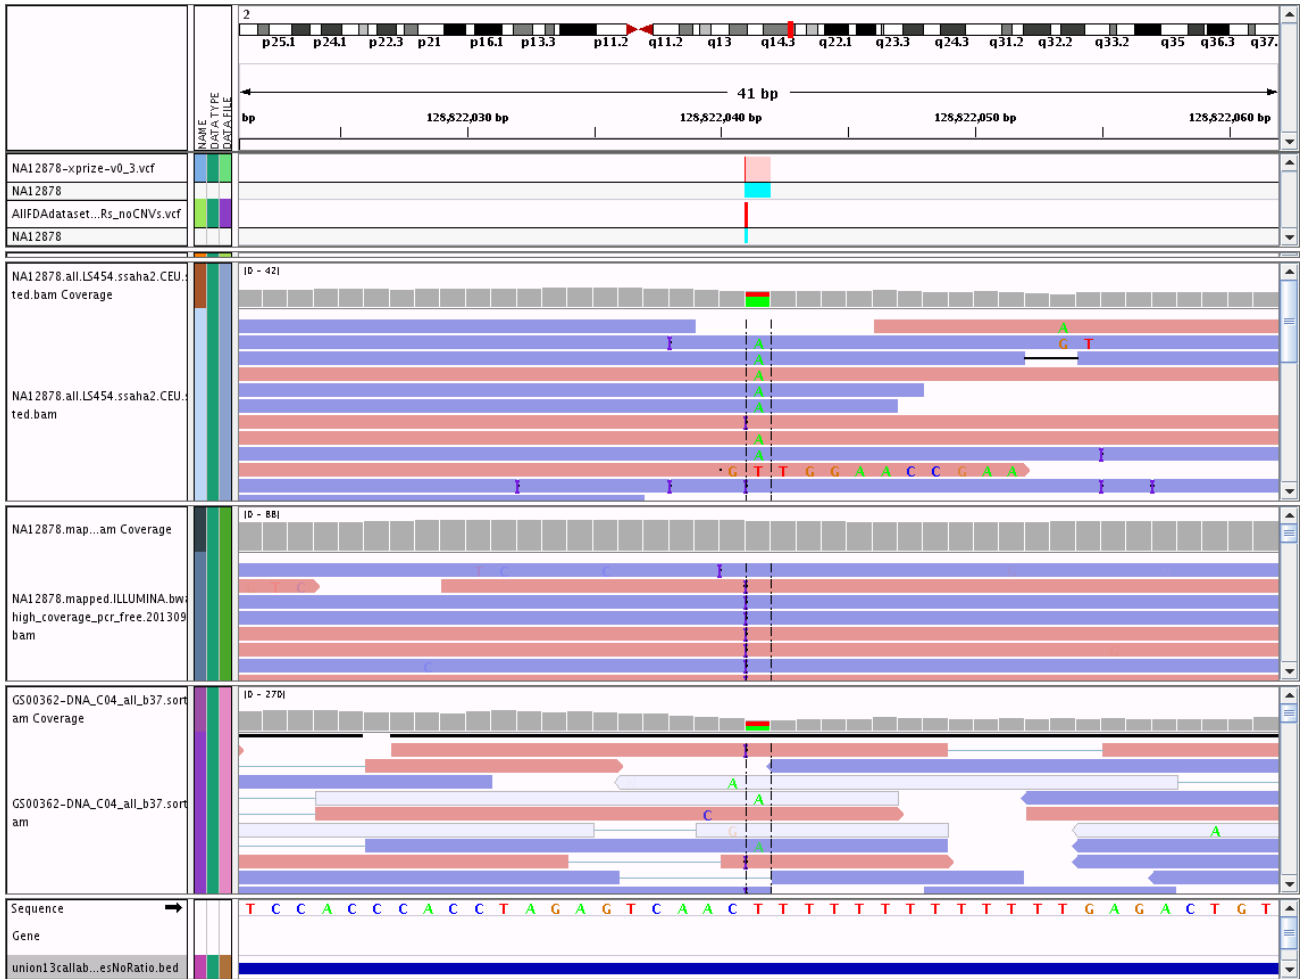 2
p25.1 p24.1 p22.3 p21 p16.1 p13.3 p11.2 q11.2 q13 q14.3 q22.1 q23.3 q24.3 q31.2 q32.2 q33.2 q35 q36.3 q37.
41 bp
bp 128,822,030 bp 128,822,040 bp 128,822,050 bp 128,822,060 bp
NAME
DATA TYPE
DATA FILE
NA12878-xprize-v0_3.vcf
NA12878
AllFDAdataset...Rs_noCNVs.vcf
NA12878
[0 - 42]
NA12878.all.LS454.ssaha2.CEU.s
ted.bam Coverage
A
A G T
A
A
A
A
NA12878.all.LS454.ssaha2.CEU.s
ted.bam
A
A
G T T G G A A C C G A A
[0 - 88]
NA12878.map...am Coverage
T C C
T C
NA12878.mapped.ILLUMINA.bwa
high_coverage_pcr_free.201309
bam
C
[0 - 270]
GS00362-DNA_C04_all_b37.sort
am Coverage
A
A
GS00362-DNA_C04_all_b37.sort
am
C
G A
A
Sequence T C C A C C C A C C T A G A G T C A A C T T T T T T T T T T T T T G A G A C T G T
Gene
union13callab...esNoRatio.bed